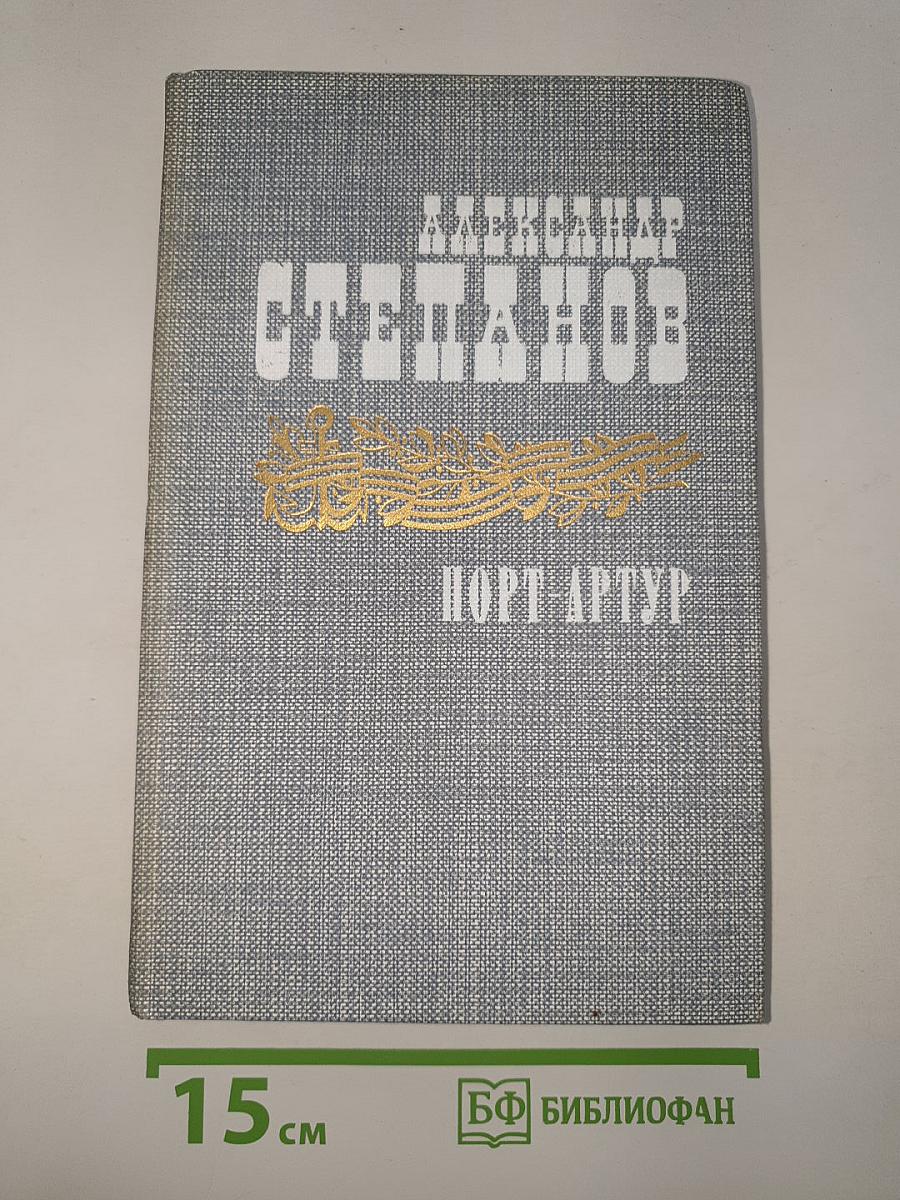 АЛЕКСАНДР
СТЕПАНОВ
ПОРТ-АРТУР
15 см
БФ БИБЛИОФАН